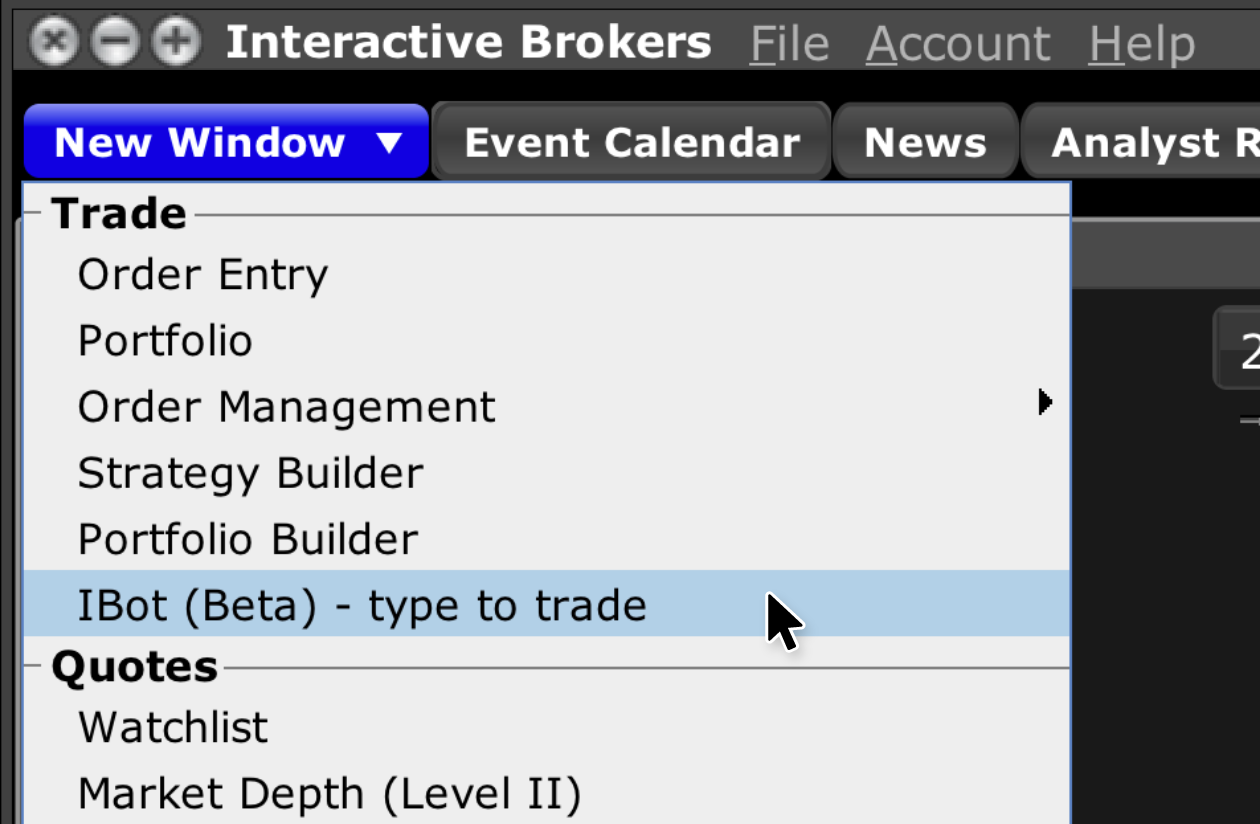 Interactive Brokers File Account Help
New Window Event Calendar News Analyst R
Trade
Order Entry
Portfolio
2
Order Management
Strategy Builder
Portfolio Builder
IBot (Beta) - type to trade
Quotes
Watchlist
Market Depth (Level II)